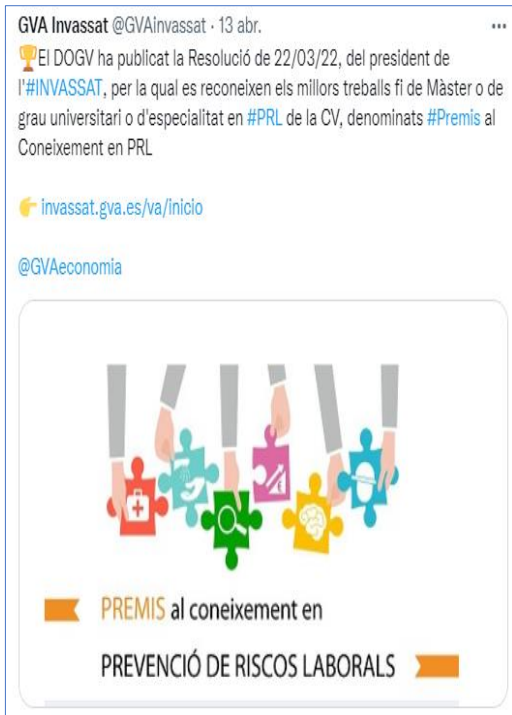 GVA Invassat @GVAinvassat · 13 abr.
🏆El DOGV ha publicat la Resolució de 22/03/22, del president de
l'#INVASSAT, per la qual es reconeixen els millors treballs fi de Màster o de
grau universitari o d'especialitat en #PRL de la CV, denominats #Premis al
Coneixement en PRL
👉 invassat.gva.es/va/inicio
@GVAeconomia
PREMIS al coneixement en
PREVENCIÓ DE RISCOS LABORALS